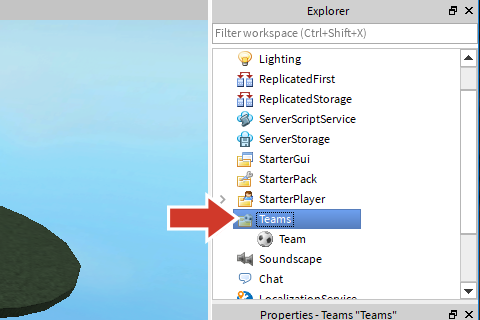 Explorer
Filter workspace (Ctrl+Shift+X)
Lighting
ReplicatedFirst
ReplicatedStorage
ServerScriptService
ServerStorage
StarterGui
StarterPack
StarterPlayer
Teams
Team
Soundscape
Chat
LocalizationService
Properties - Teams "Teams"